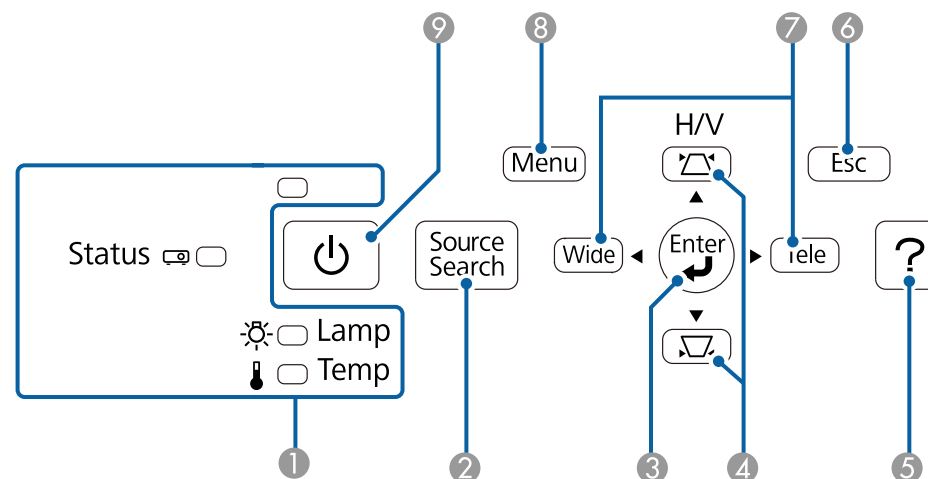 9 8 7 6
H/V
Menu
Esc
Status
Source
Search
Wide
Enter
Tele
?
Lamp
Temp
1 2 3 4 5